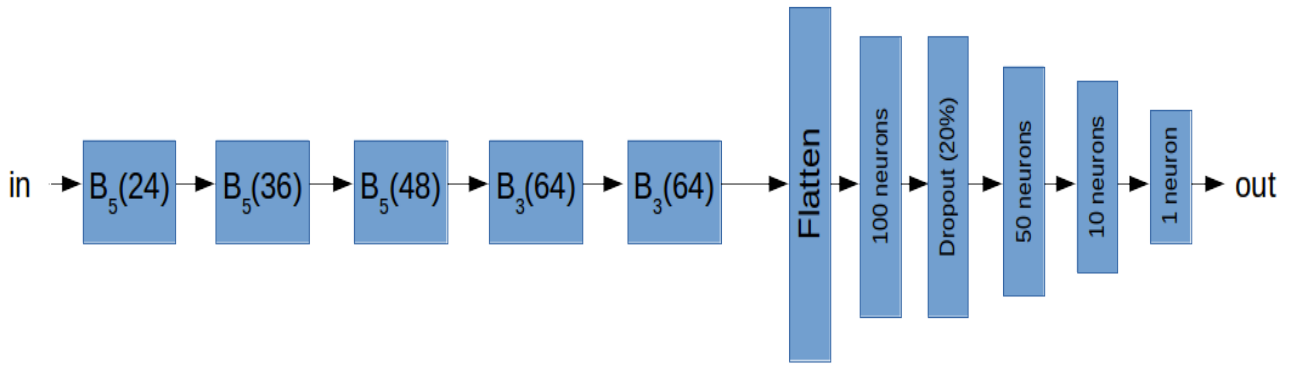 in
B₅(24)
B₅(36)
B₅(48)
B₃(64)
B₃(64)
Flatten
100 neurons
Dropout (20%)
50 neurons
10 neurons
1 neuron
out